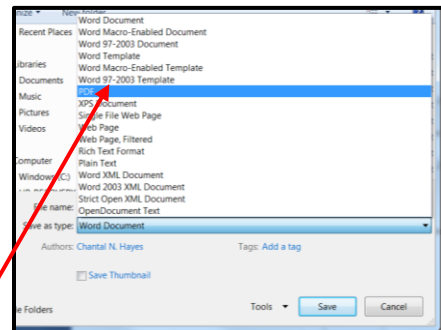 New folder
Word Document
Recent Places
Word Macro-Enabled Document
Word 97-2003 Document
Word Template
Libraries
Word Macro-Enabled Template
Documents
Word 97-2003 Template
Music
PDF
XPS Document
Pictures
Single File Web Page
Videos
Web Page
Web Page, Filtered
Rich Text Format
Computer
Plain Text
Windows (C:)
Word XML Document
Word 2003 XML Document
Strict Open XML Document
File name:
OpenDocument Text
Save as type:
Word Document
Authors: Chantal N. Hayes
Tags: Add a tag
Save Thumbnail
Folders
Tools
Save
Cancel